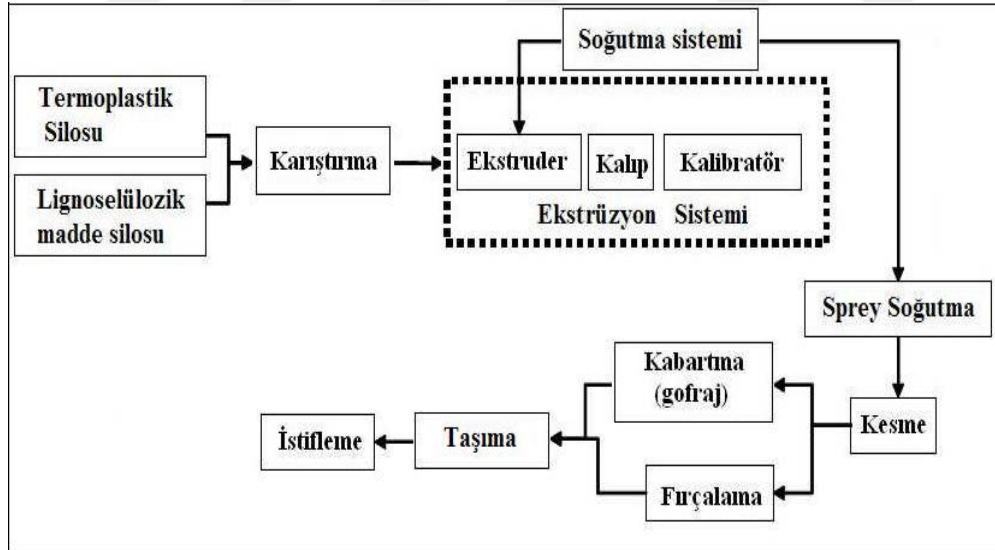 Soğutma sistemi
Termoplastik
Silosu
Lignoselülozik
madde silosu
Karıştırma
Ekstruder
Kalıp
Kalibratör
Ekstrüzyon Sistemi
Sprey Soğutma
Kesme
Kabartma
(gofraj)
Fırçalama
Taşıma
İstifleme